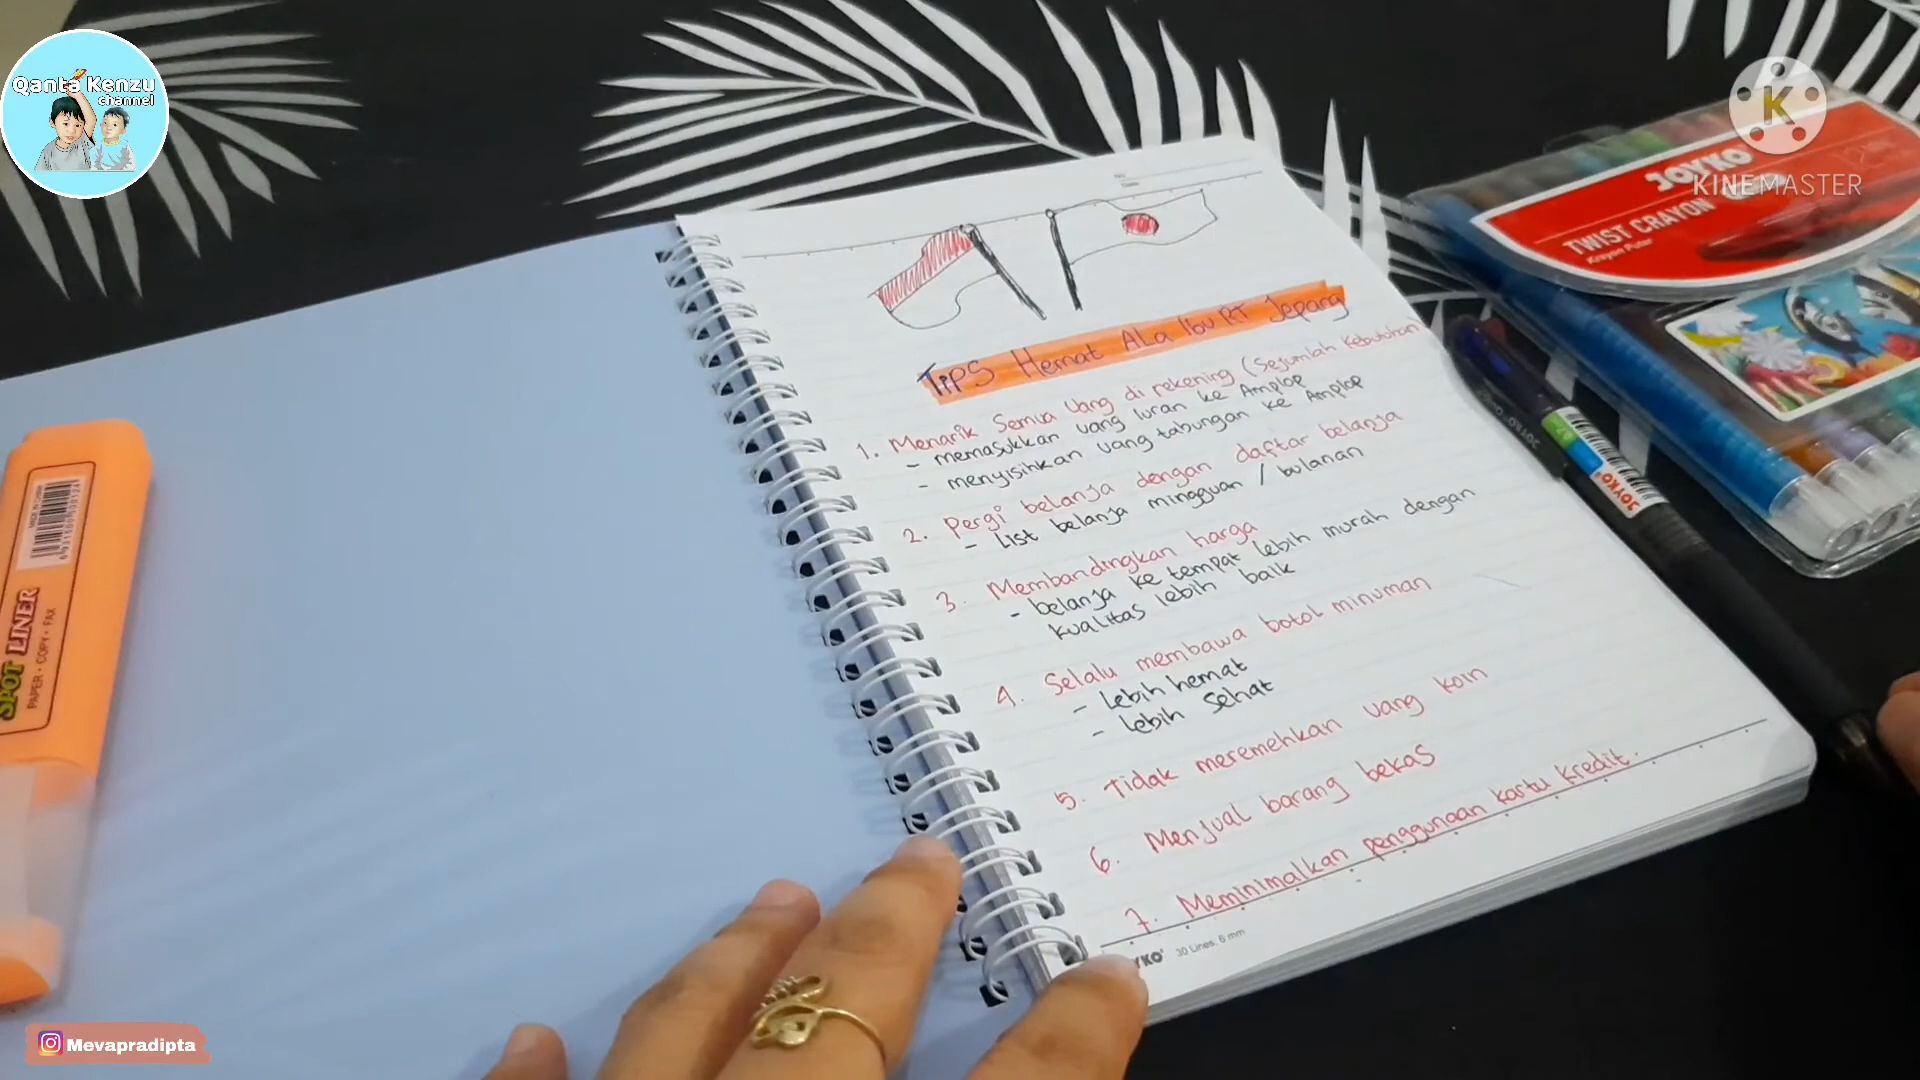 Qanta Kenzu
channel
KINEMASTER
JOYKO
TWIST CRAYON
Krayon Putar
TIPS Hemat ALa Ibu RT Jepang
1. Menarik Semua Uang di rekening (Sejumlah Kebutuhan
- memasukkan uang iuran ke Amplop
- menyisihkan uang tabungan ke Amplop
2. Pergi belanja dengan daftar belanja
- List belanja mingguan / bulanan
3. Membandingkan harga
- belanja ke tempat lebih murah dengan
kualitas lebih baik
4. Selalu membawa botol minuman
- Lebih hemat
- Lebih Sehat
5. Tidak meremehkan uang koin
6. Menjual barang bekas
7. Meminimalkan penggunaan kartu kredit.
YKO 30 Lines, 6 mm
JOYKO
SPOT LINER
PAPER • COPY • FAX
Mevapradipta